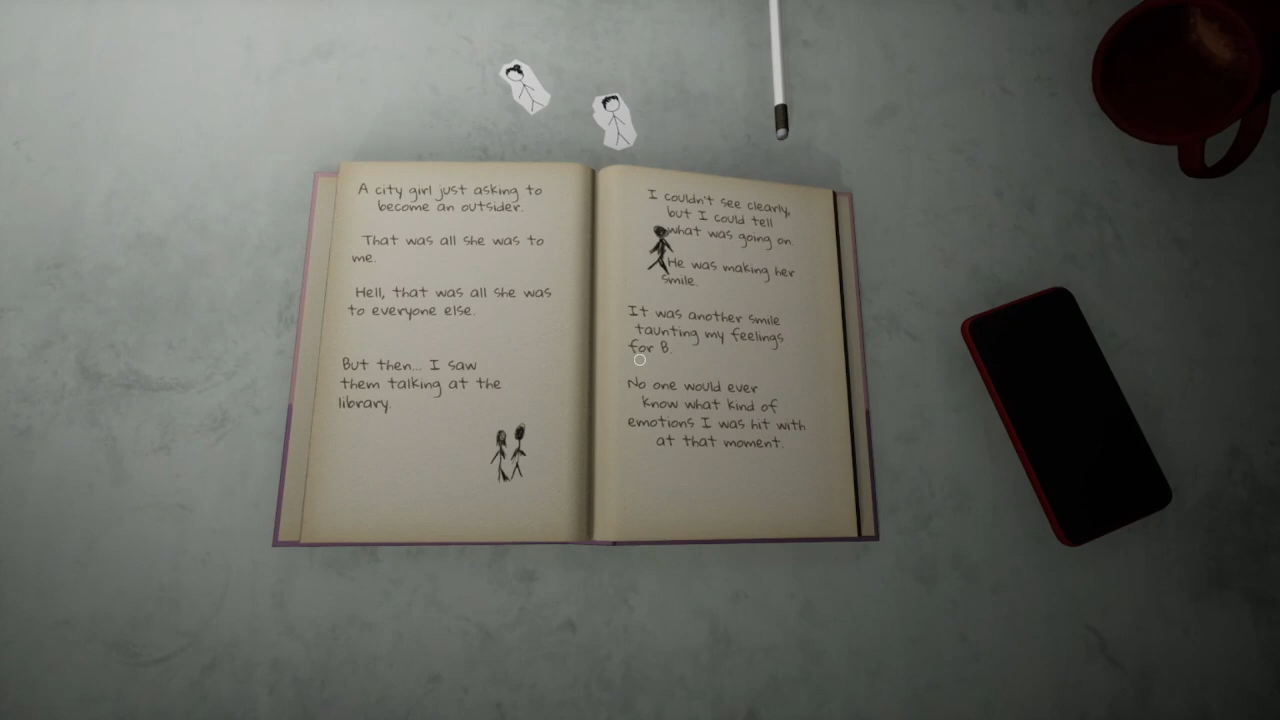 A city girl just asking to
become an outsider.
That was all she was to
me.
Hell, that was all she was
to everyone else.
But then... I saw
them talking at the
library.
I couldn't see clearly,
but I could tell
what was going on.
He was making her
smile.
It was another smile
taunting my feelings
for B.
No one would ever
know what kind of
emotions I was hit with
at that moment.